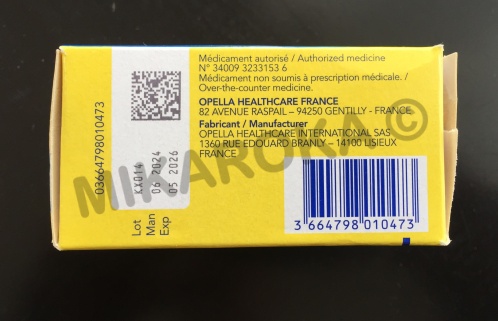 Médicament autorisé / Authorized medicine
N° 34009 3233153 6
Médicament non soumis à prescription médicale. /
Over-the-counter medicine.
OPELLA HEALTHCARE FRANCE
82 AVENUE RASPAIL – 94250 GENTILLY - FRANCE
Fabricant / Manufacturer
OPELLA HEALTHCARE INTERNATIONAL SAS
1360 RUE EDOUARD BRANLY – 14100 LISIEUX
FRANCE
3 664798 010473
03664798010473
Lot KX014
Man 06 2024
Exp 05 2026
MIKAROKA ©